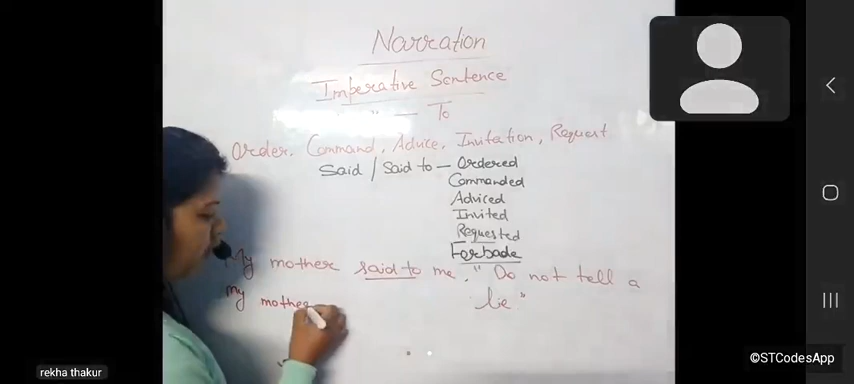 Narration
Imperative Sentence
" " — To
Order, Command, Advice, Invitation, Request
Said / Said to — Ordered
Commanded
Adviced
Invited
Requested
Forbade
My mother said to me, "Do not tell a
lie"
My mother
rekha thakur
©STCodesApp